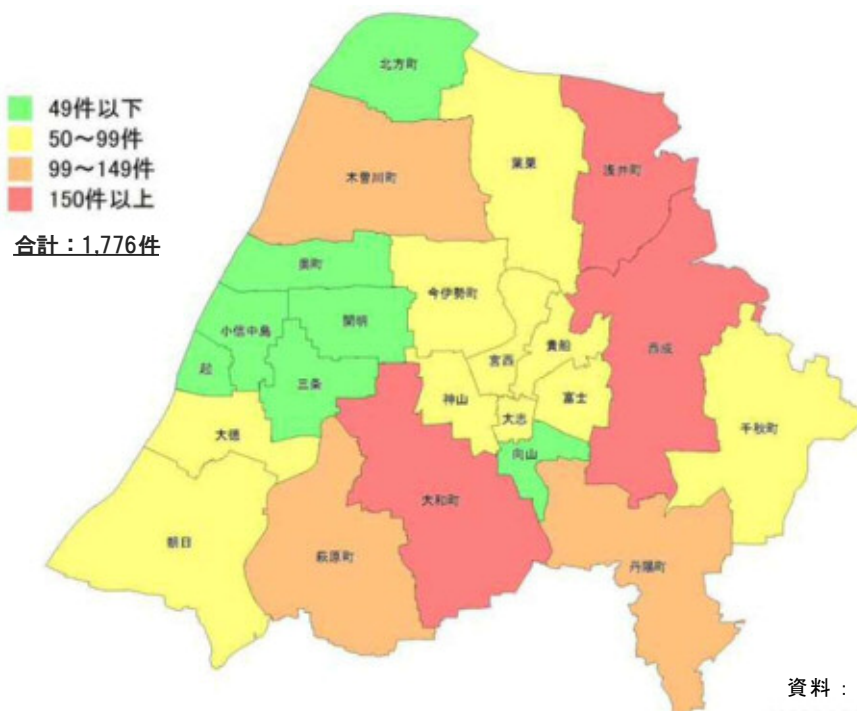 49件以下
50～99件
99～149件
150件以上
合計：1,776件
北方町
木曽川町
葉栗
浅井町
奥町
今伊勢町
小信中島
開明
起
三条
宮西
貴船
西成
神山
大志
富士
千秋町
大徳
向山
朝日
萩原町
大和町
丹陽町
資料：